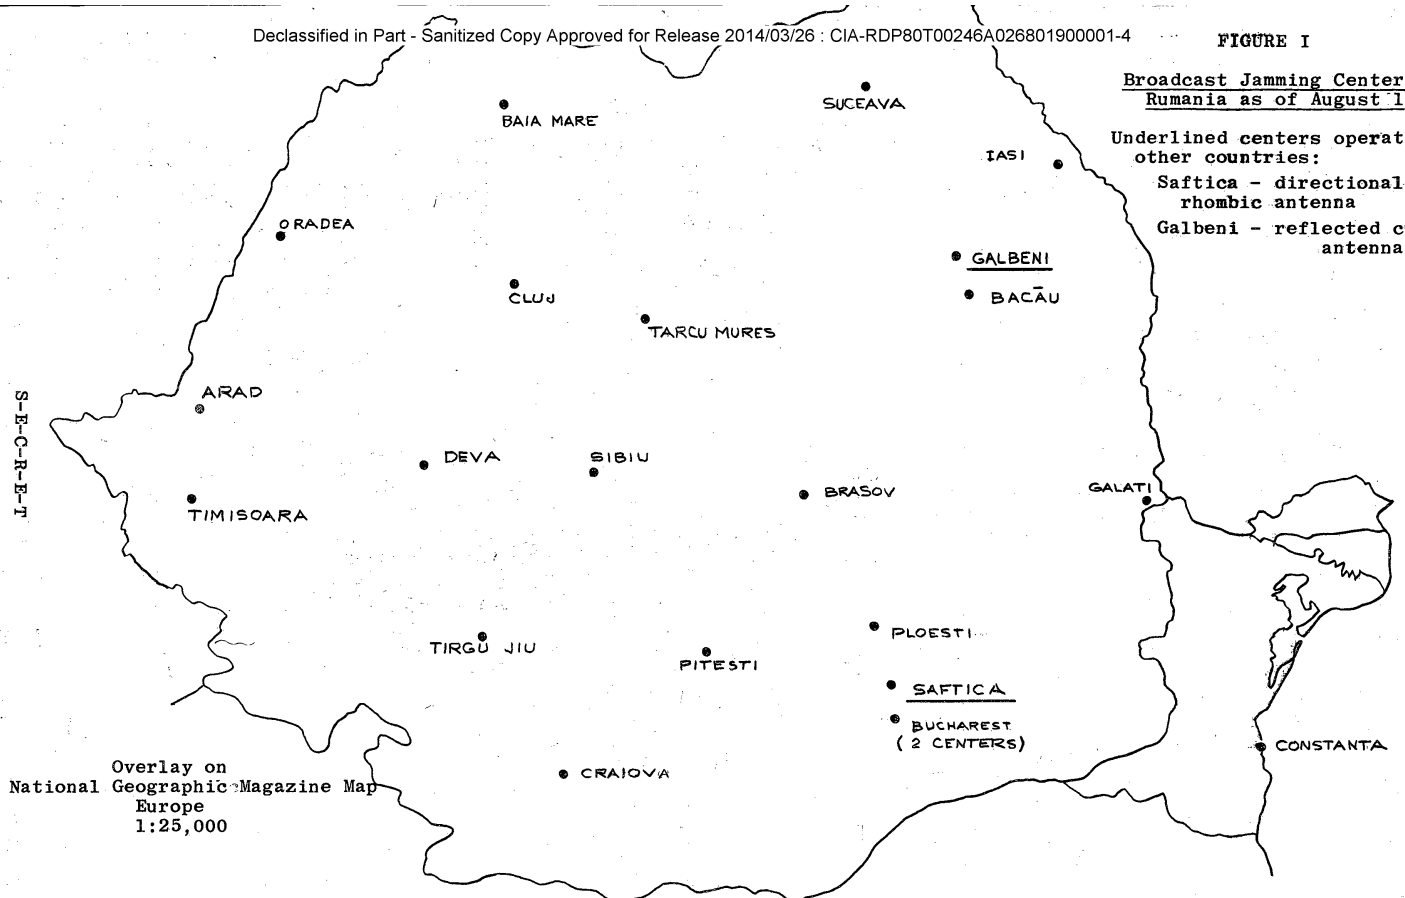 Declassified in Part - Sanitized Copy Approved for Release 2014/03/26 : CIA-RDP80T00246A026801900001-4
FIGURE I
Broadcast Jamming Center
Rumania as of August 1
Underlined centers operat
other countries:
Saftica - directional
rhombic antenna
Galbeni - reflected c
antenna
BAIA MARE
SUCEAVA
IASI
ORADEA
GALBENI
BACĀU
CLUJ
TARCU MURES
ARAD
S-E-C-R-E-T
DEVA
SIBIU
BRASOV
GALATI
TIMISOARA
PLOESTI
TIRGU JIU
PITESTI
SAFTICA
BUCHAREST
(2 CENTERS)
CONSTANTA
CRAIOVA
Overlay on
National Geographic Magazine Map
Europe
1:25,000